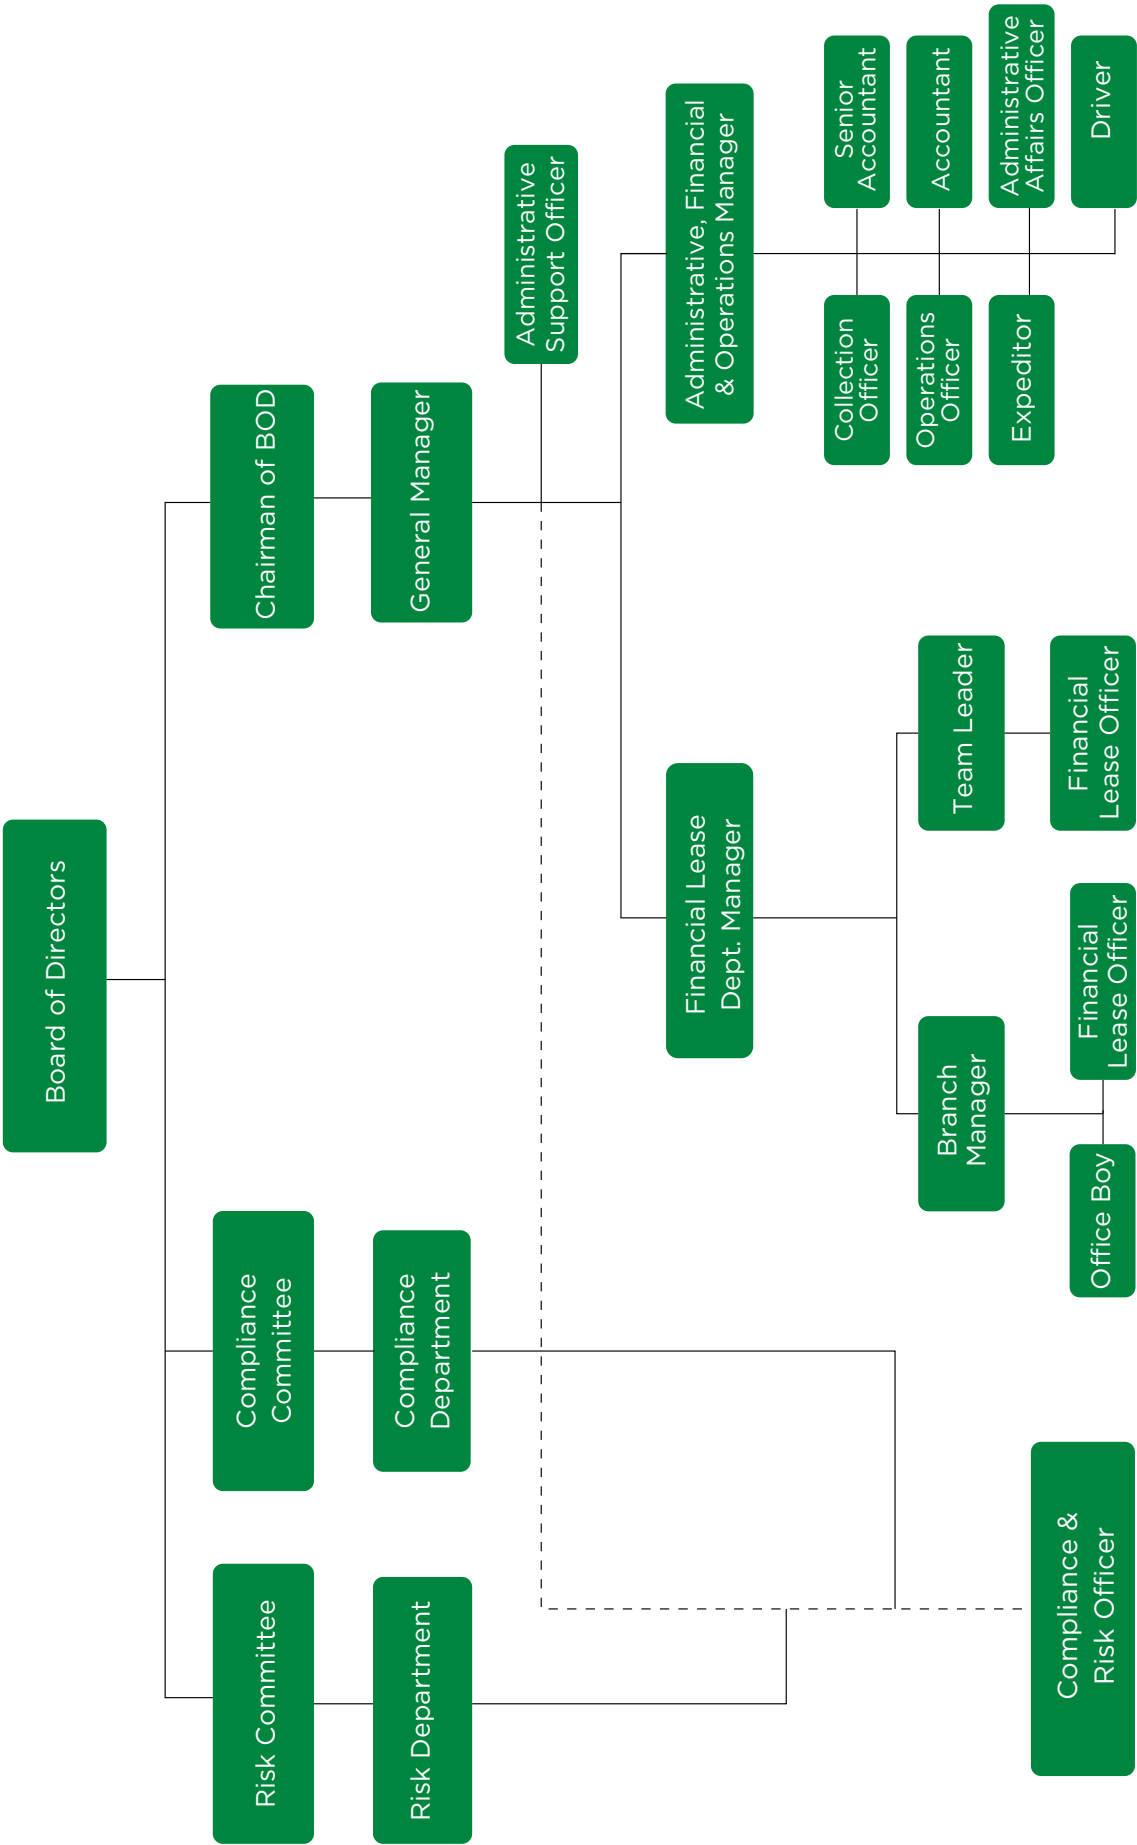 Board of Directors
Risk Committee
Compliance
Committee
Chairman of BOD
Risk Department
Compliance
Department
General Manager
Administrative
Support Officer
Financial Lease
Dept. Manager
Administrative, Financial
& Operations Manager
Collection
Officer
Senior
Accountant
Operations
Officer
Accountant
Expeditor
Administrative
Affairs Officer
Driver
Branch
Manager
Team Leader
Office Boy
Financial
Lease Officer
Financial
Lease Officer
Compliance &
Risk Officer